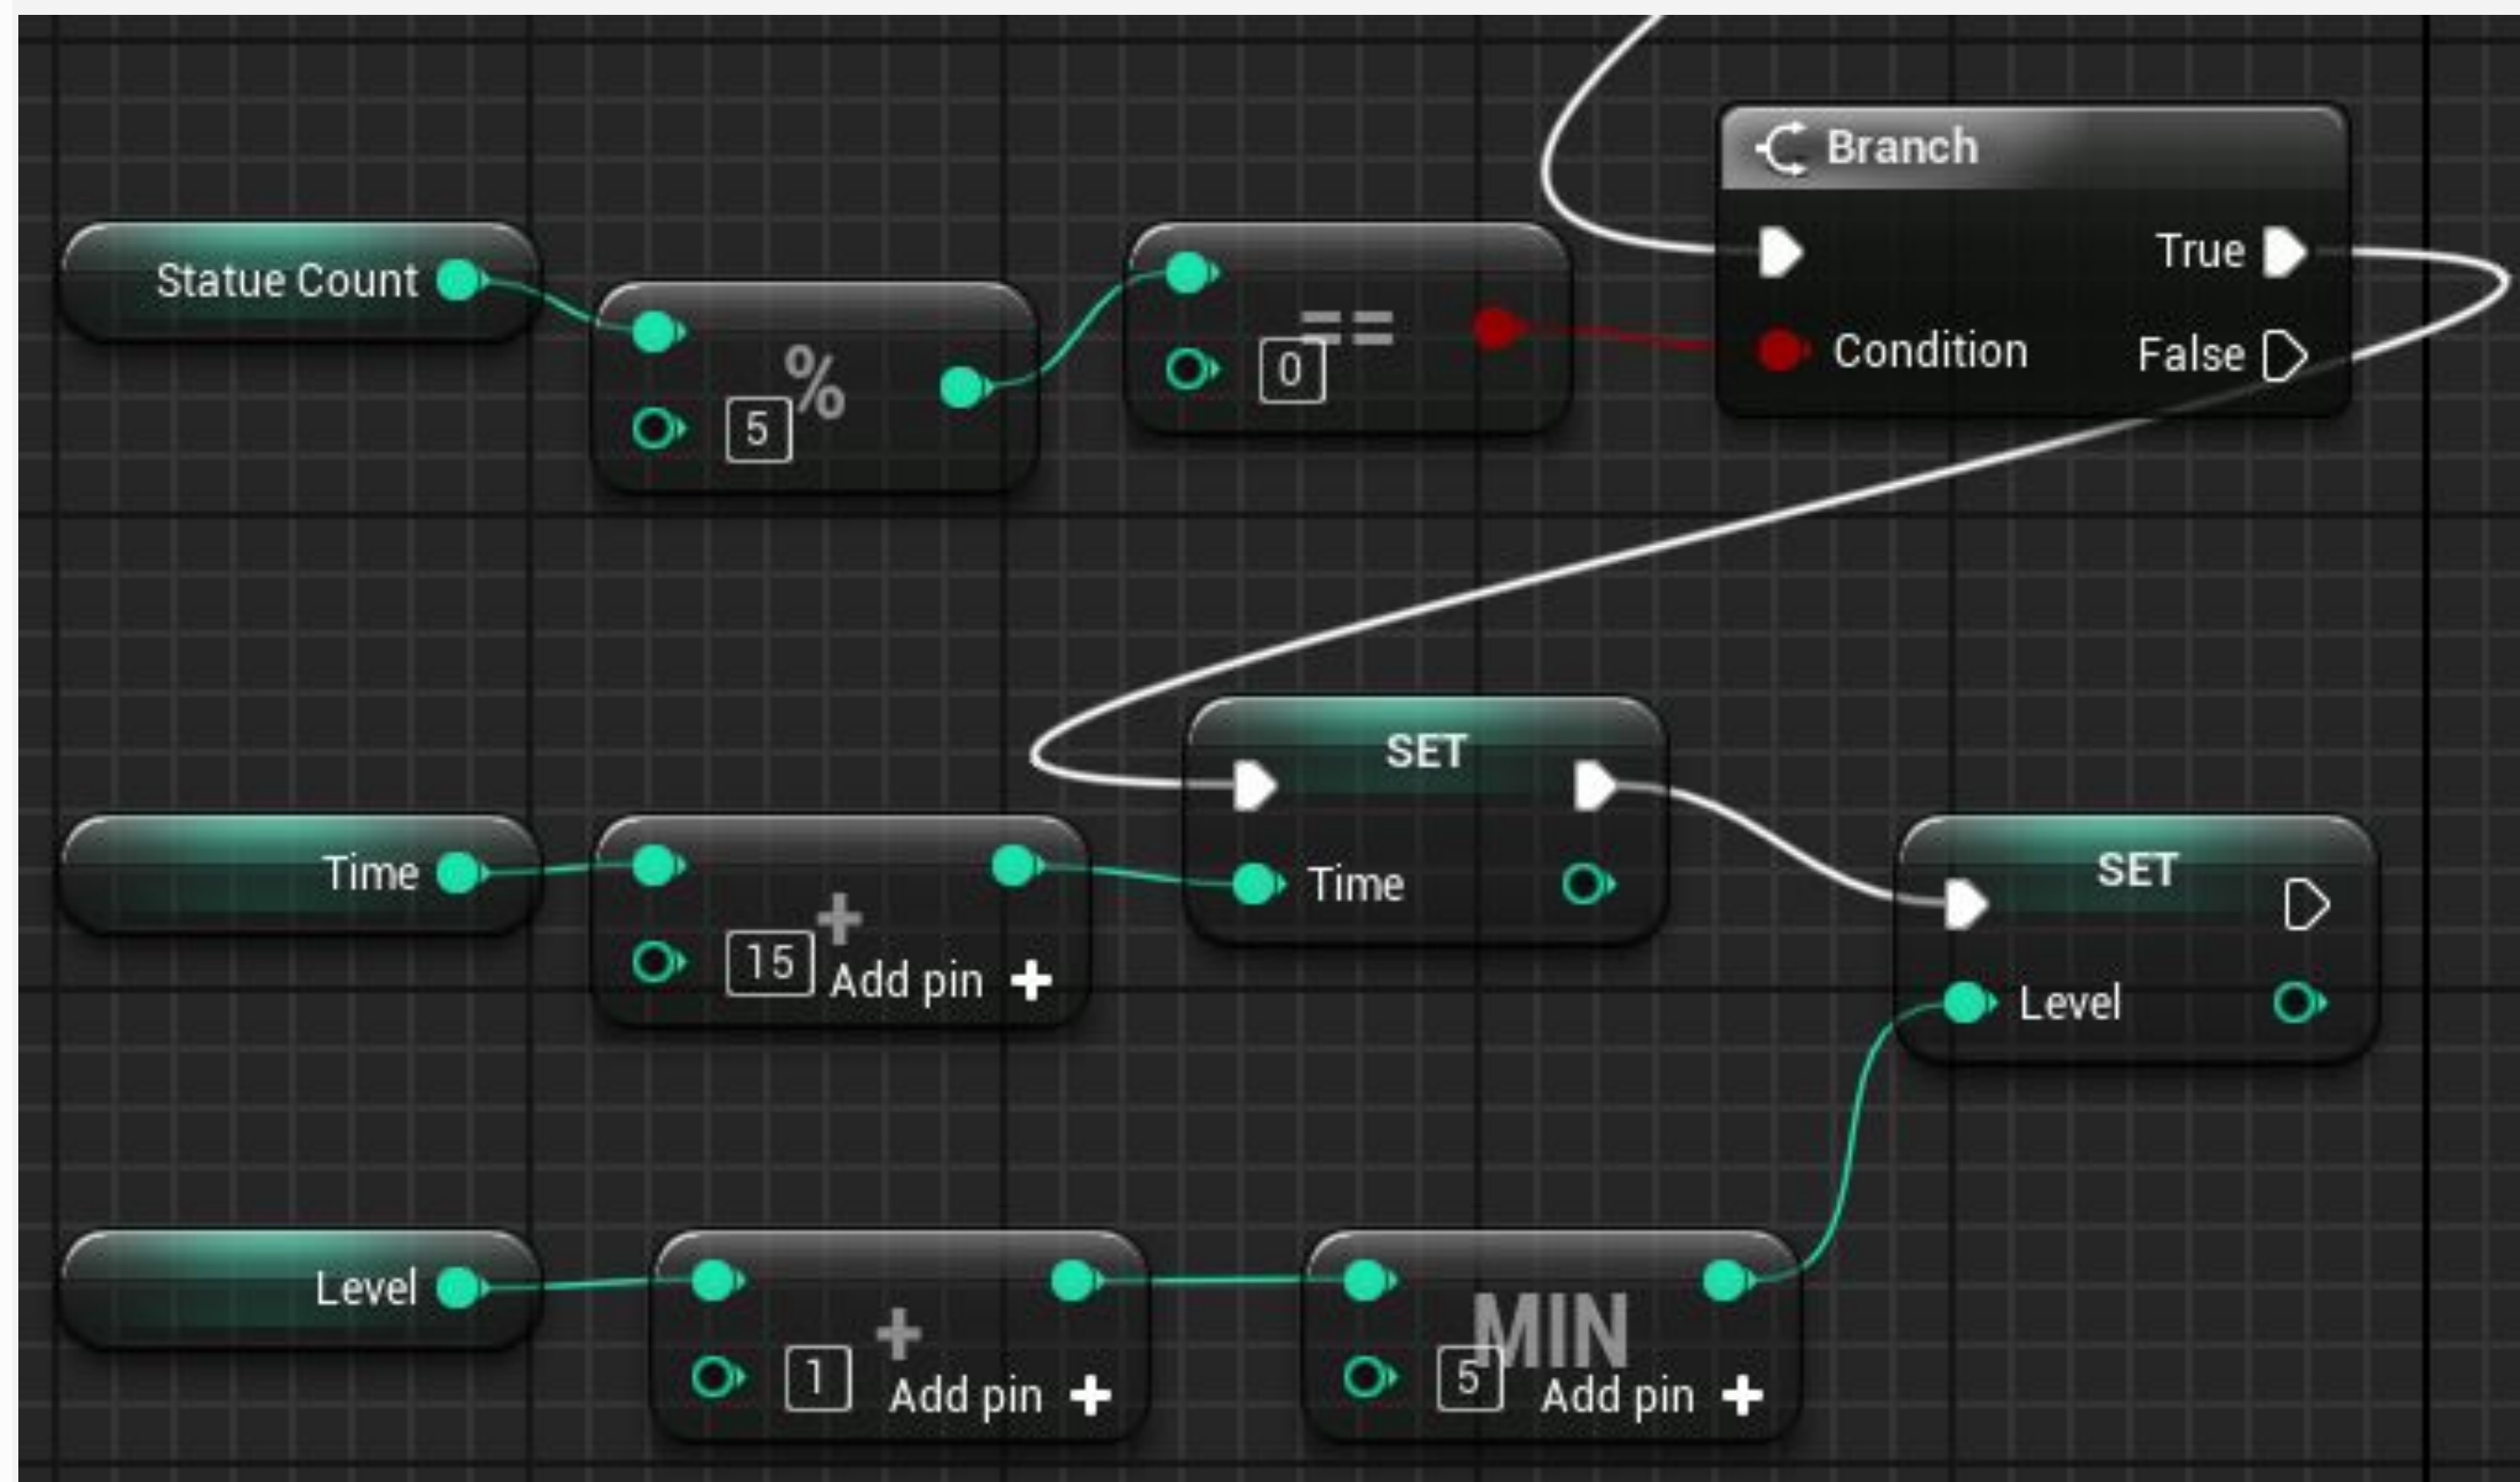 Branch
Statue Count
True
%
==
5
0
Condition
False
SET
Time
+
15
Add pin +
Time
SET
Level
Level
+
1
Add pin +
MIN
5
Add pin +